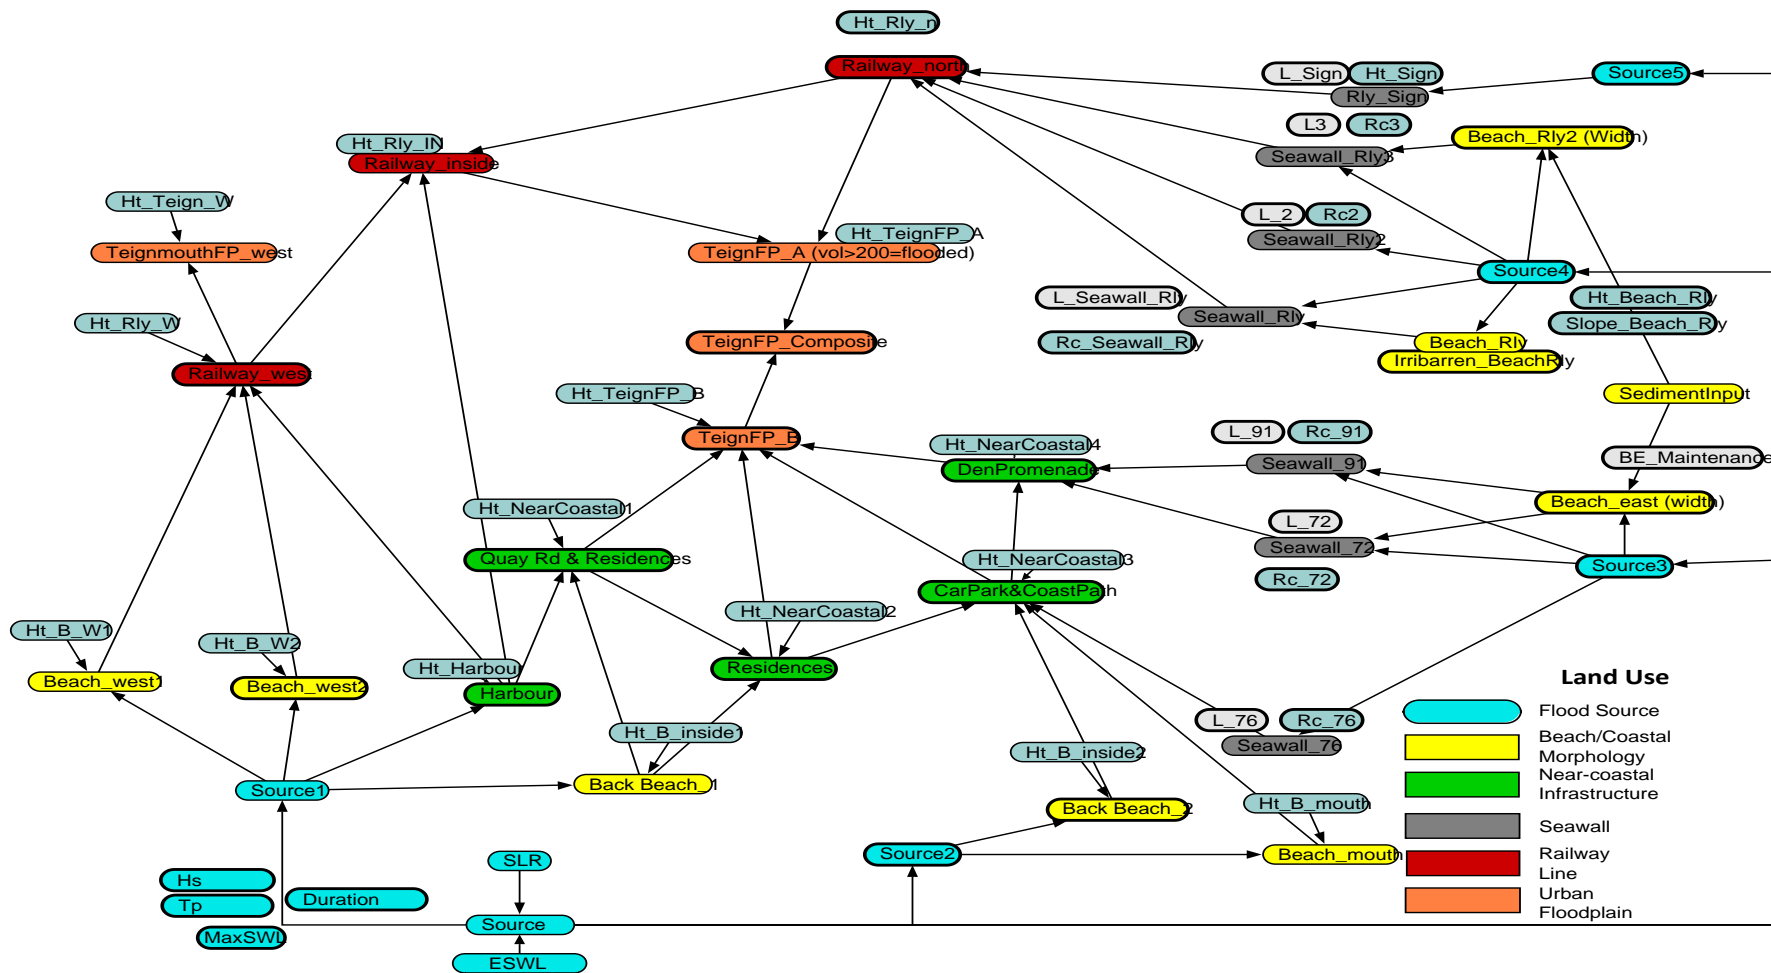 Ht_Rly_n
Railway_north
L_Sign
Ht_Sign
Source5
Rly_Sign
L3
Rc3
Beach_Rly2 (Width)
Ht_Rly_IN
Railway_inside
Seawall_Rly3
Ht_Teign_W
L_2
Rc2
Ht_TeignFP_A
Seawall_Rly2
TeignmouthFP_west
TeignFP_A (vol>200=flooded)
Source4
L_Seawall_Rly
Ht_Beach_Rly
Seawall_Rly
Slope_Beach_Rly
Ht_Rly_W
TeignFP_Composite
Rc_Seawall_Rly
Beach_Rly
Irribarren_BeachRly
Railway_west
Ht_TeignFP_B
SedimentInput
TeignFP_B
Ht_NearCoastal4
L_91
Rc_91
DenPromenade
Seawall_91
BE_Maintenance
Ht_NearCoastal1
Beach_east (width)
L_72
Quay Rd & Residences
Ht_NearCoastal3
Seawall_72
Source3
Rc_72
CarPark&CoastPath
Ht_NearCoastal2
Ht_B_W1
Ht_B_W2
Ht_Harbour
Residences
Beach_west1
Beach_west2
Harbour
Land Use
L_76
Rc_76
Flood Source
Ht_B_inside1
Seawall_76
Beach/Coastal
Morphology
Ht_B_inside2
Source1
Back Beach_1
Near-coastal
Infrastructure
Back Beach_2
Ht_B_mouth
Seawall
Source2
Beach_mouth
Railway
Line
SLR
Hs
Tp
Duration
Urban
Floodplain
MaxSWL
Source
ESWL